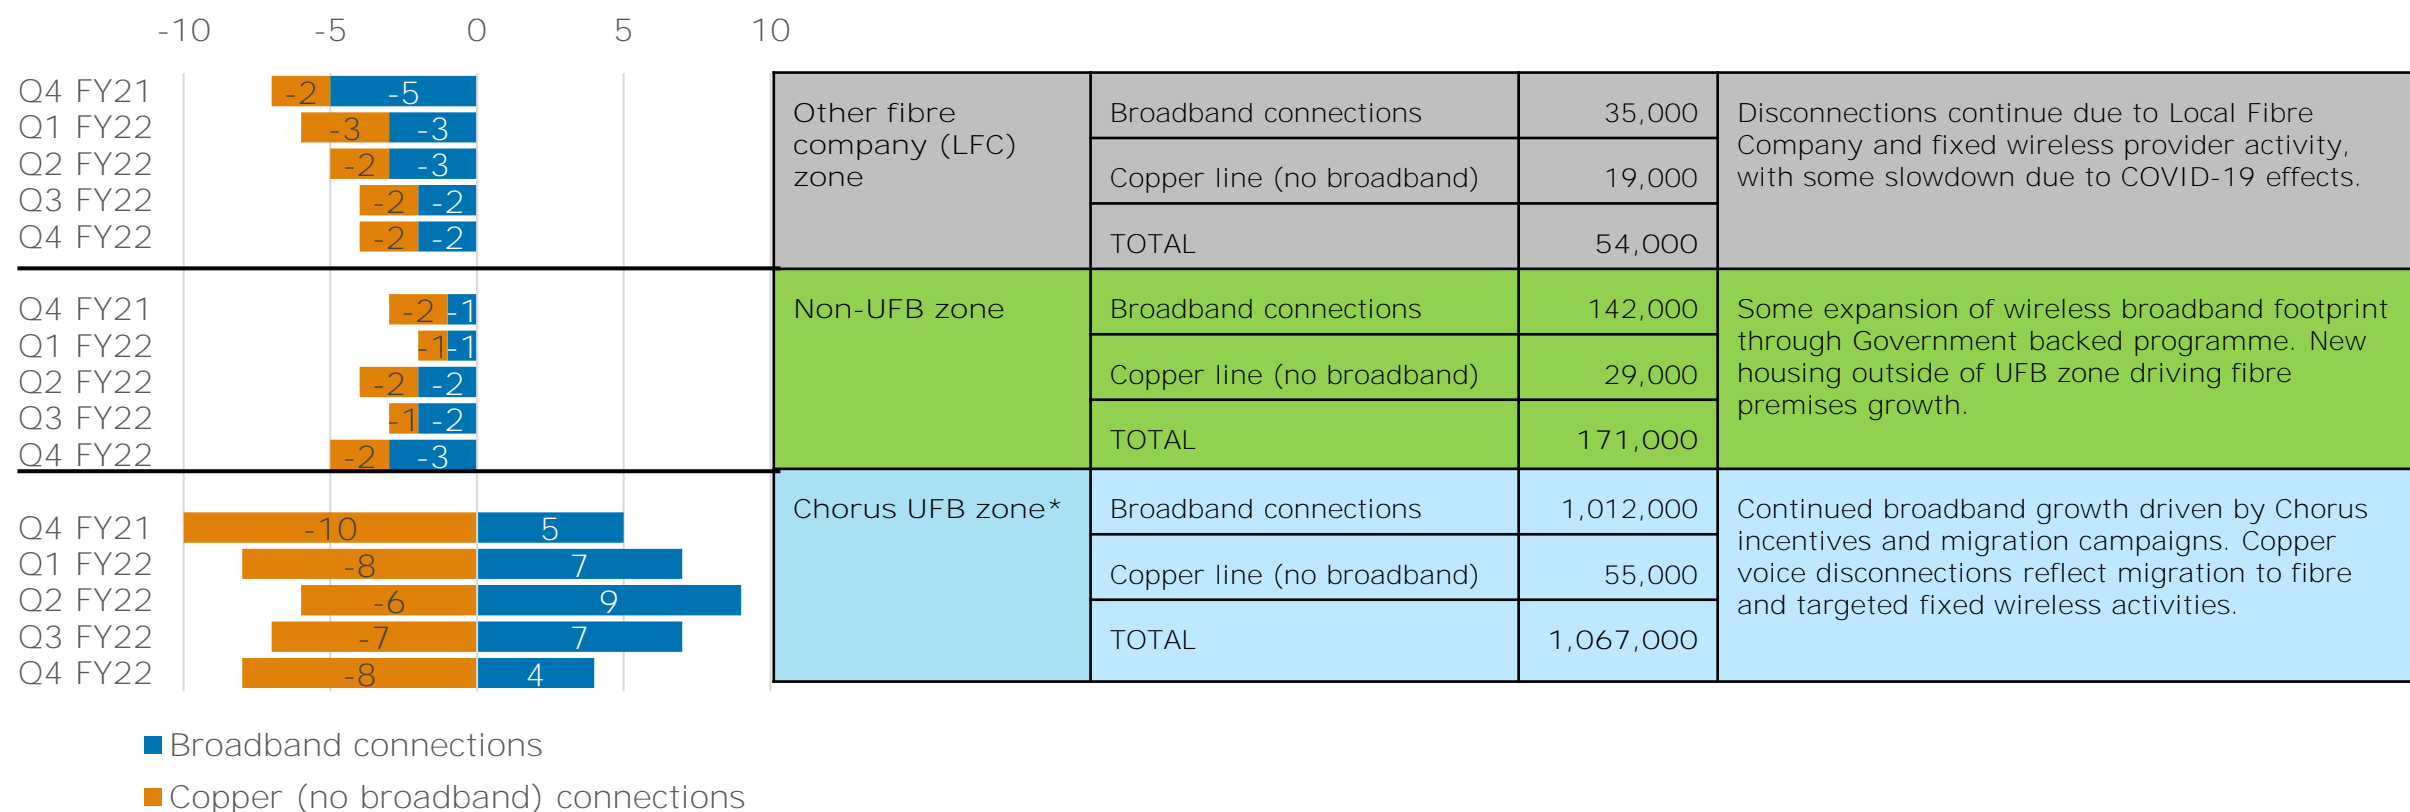 -10 -5 0 5 10
Q4 FY21 -2 -5
Q1 FY22 -3 -3
Q2 FY22 -2 -3
Q3 FY22 -2 -2
Q4 FY22 -2 -2
Other fibre
company (LFC)
zone
Broadband connections 35,000
Copper line (no broadband) 19,000
TOTAL 54,000
Disconnections continue due to Local Fibre
Company and fixed wireless provider activity,
with some slowdown due to COVID-19 effects.
Q4 FY21 -2 -1
Q1 FY22 -1 -1
Q2 FY22 -2 -2
Q3 FY22 -1 -2
Q4 FY22 -2 -3
Non-UFB zone
Broadband connections 142,000
Copper line (no broadband) 29,000
TOTAL 171,000
Some expansion of wireless broadband footprint
through Government backed programme. New
housing outside of UFB zone driving fibre
premises growth.
Q4 FY21 -10 5
Q1 FY22 -8 7
Q2 FY22 -6 9
Q3 FY22 -7 7
Q4 FY22 -8 4
Chorus UFB zone*
Broadband connections 1,012,000
Copper line (no broadband) 55,000
TOTAL 1,067,000
Continued broadband growth driven by Chorus
incentives and migration campaigns. Copper
voice disconnections reflect migration to fibre
and targeted fixed wireless activities.
Broadband connections
Copper (no broadband) connections